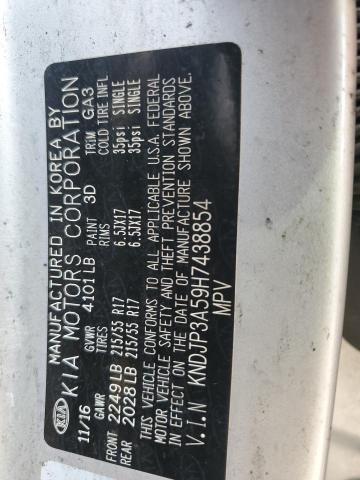 KIA MANUFACTURED IN KOREA BY
KIA MOTORS CORPORATION
11/16 GVWR 4101LB PAINT 3D TRIM GA3
GAWR TIRES RIMS COLD TIRE INFL
FRONT 2249LB 215/55 R17 6.5JX17 35psi SINGLE
REAR 2028LB 215/55 R17 6.5JX17 35psi SINGLE
THIS VEHICLE CONFORMS TO ALL APPLICABLE U.S.A. FEDERAL
MOTOR VEHICLE SAFETY AND THEFT PREVENTION STANDARDS
IN EFFECT ON THE DATE OF MANUFACTURE SHOWN ABOVE.
V.I.N KNDJP3A59H7438854
MPV